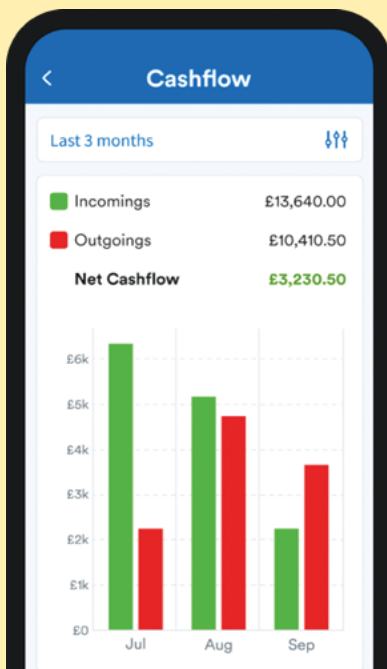 Cashflow
Last 3 months
Incomings £13,640.00
Outgoings £10,410.50
Net Cashflow £3,230.50
£6k
£5k
£4k
£3k
£2k
£1k
£0
Jul Aug Sep